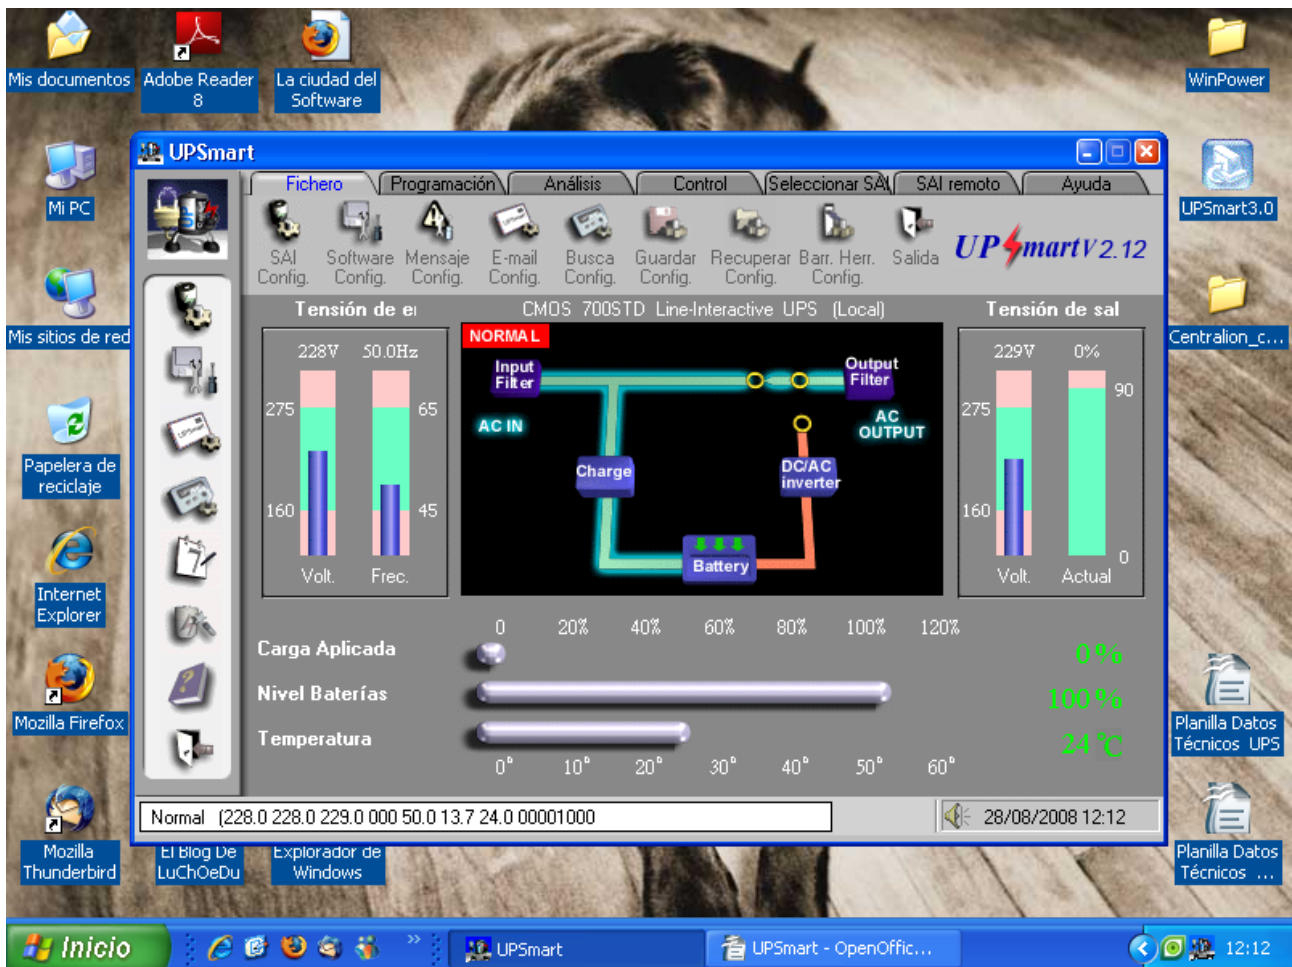 Mis documentos
Adobe Reader
8
La ciudad del
Software
WinPower
Mi PC
UPSmart3.0
Mis sitios de red
Centralion_c...
Papelera de
reciclaje
Internet
Explorer
Mozilla Firefox
Planilla Datos
Técnicos UPS
Mozilla
Thunderbird
El Blog De
LuChOeDu
Explorador de
Windows
Planilla Datos
Técnicos ...
UPSmart
Fichero
Programación
Análisis
Control
Seleccionar SAI
SAI remoto
Ayuda
SAI
Config.
Software
Config.
Mensaje
Config.
E-mail
Config.
Busca
Config.
Guardar
Config.
Recuperar
Config.
Barr. Herr.
Config.
Salida
UPSmart V 2.12
Tensión de e
CMOS 700STD Line-Interactive UPS (Local)
Tensión de sal
228V 50.0Hz
275
65
160
45
Volt. Frec.
NORMAL
Input
Filter
Output
Filter
AC IN
AC
OUTPUT
Charge
DC/AC
inverter
Battery
229V 0%
90
275
160
0
Volt. Actual
0 20% 40% 60% 80% 100% 120%
Carga Aplicada
0 %
Nivel Baterías
100 %
Temperatura
24 °C
0° 10° 20° 30° 40° 50° 60°
Normal (228.0 228.0 229.0 000 50.0 13.7 24.0 00001000
28/08/2008 12:12
Inicio
UPSmart
UPSmart - OpenOffic...
12:12